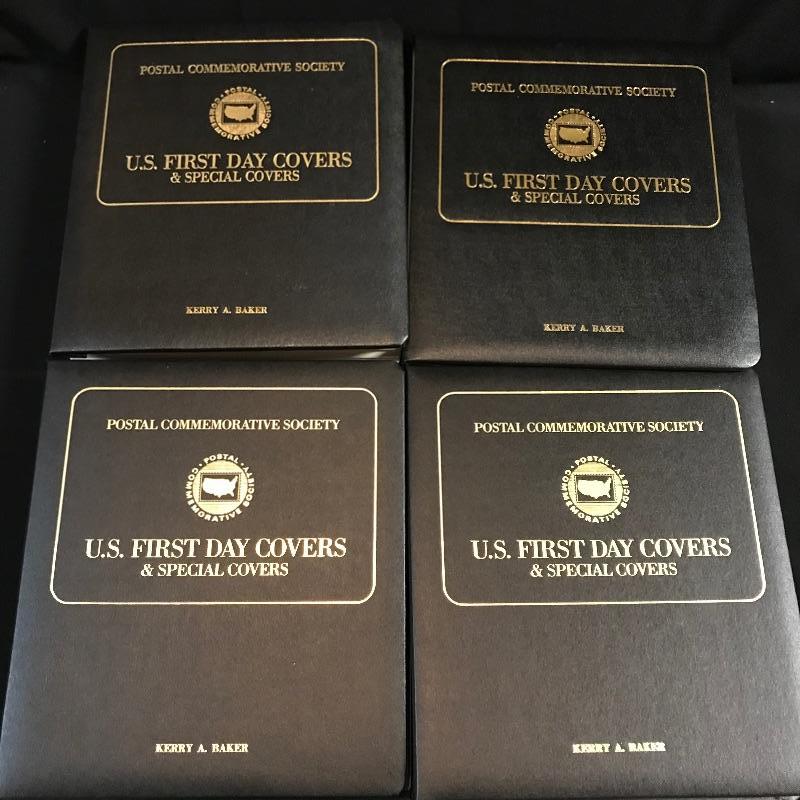 POSTAL COMMEMORATIVE SOCIETY
POSTAL COMMEMORATIVE SOCIETY
U.S. FIRST DAY COVERS
& SPECIAL COVERS
KERRY A. BAKER
POSTAL COMMEMORATIVE SOCIETY
POSTAL COMMEMORATIVE SOCIETY
U.S. FIRST DAY COVERS
& SPECIAL COVERS
KERRY A. BAKER
POSTAL COMMEMORATIVE SOCIETY
POSTAL COMMEMORATIVE SOCIETY
U.S. FIRST DAY COVERS
& SPECIAL COVERS
KERRY A. BAKER
POSTAL COMMEMORATIVE SOCIETY
POSTAL COMMEMORATIVE SOCIETY
U.S. FIRST DAY COVERS
& SPECIAL COVERS
KERRY A. BAKER